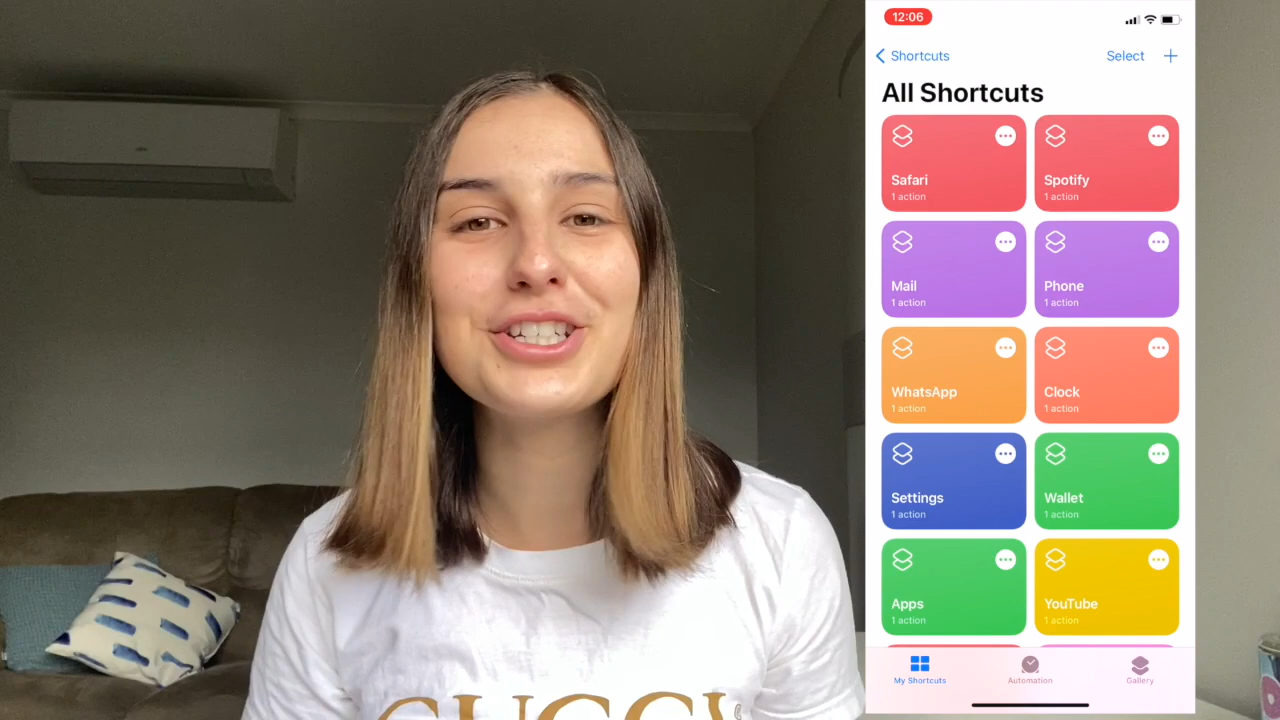 12:06
Shortcuts
Select
All Shortcuts
Safari
1 action
Spotify
1 action
Mail
1 action
Phone
1 action
WhatsApp
1 action
Clock
1 action
Settings
1 action
Wallet
1 action
Apps
1 action
YouTube
1 action
My Shortcuts
Automation
Gallery
GUCCI